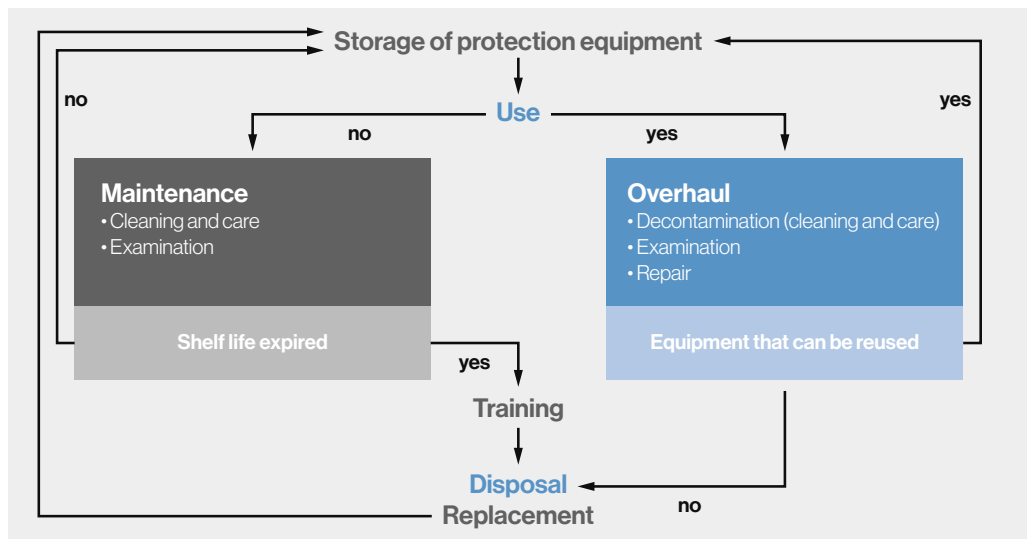 Storage of protection equipment
no
yes
Use
no
yes
Maintenance
• Cleaning and care
• Examination
Overhaul
• Decontamination (cleaning and care)
• Examination
• Repair
Shelf life expired
Equipment that can be reused
yes
Training
Disposal
no
Replacement